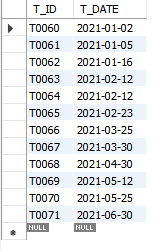 T_ID T_DATE
T0060 2021-01-02
T0061 2021-01-05
T0062 2021-01-16
T0063 2021-02-12
T0064 2021-02-12
T0065 2021-02-23
T0066 2021-03-25
T0067 2021-03-30
T0068 2021-04-30
T0069 2021-05-12
T0070 2021-05-25
T0071 2021-06-30
NULL NULL